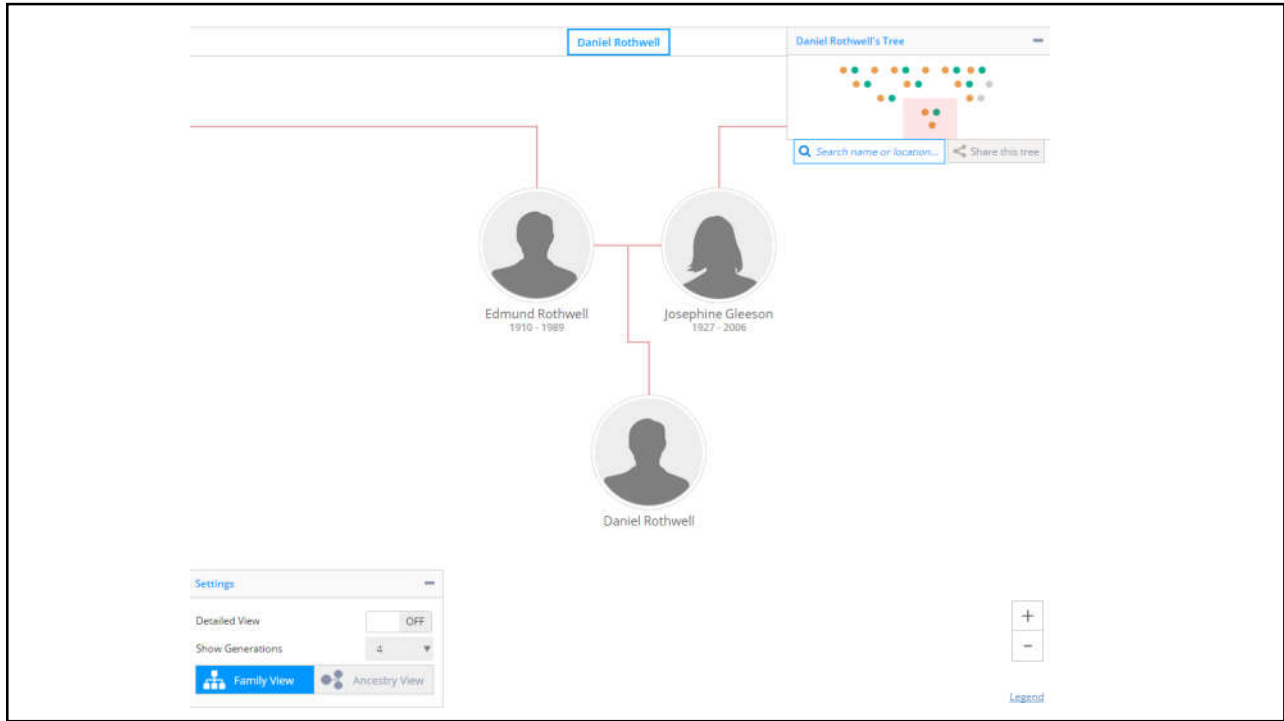 Daniel Rothwell
Daniel Rothwell's Tree
Search name or location...
Share this tree
Edmund Rothwell
1910 - 1989
Josephine Gleeson
1927 - 2006
Daniel Rothwell
Settings
Detailed View
OFF
Show Generations
4
Family View
Ancestry View
Legend